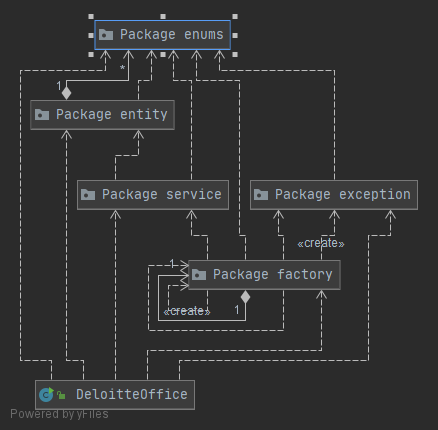 Package enums
1
*
Package entity
Package service
Package exception
«create»
1
Package factory
«create»
1
DeloitteOffice
Powered by yFiles